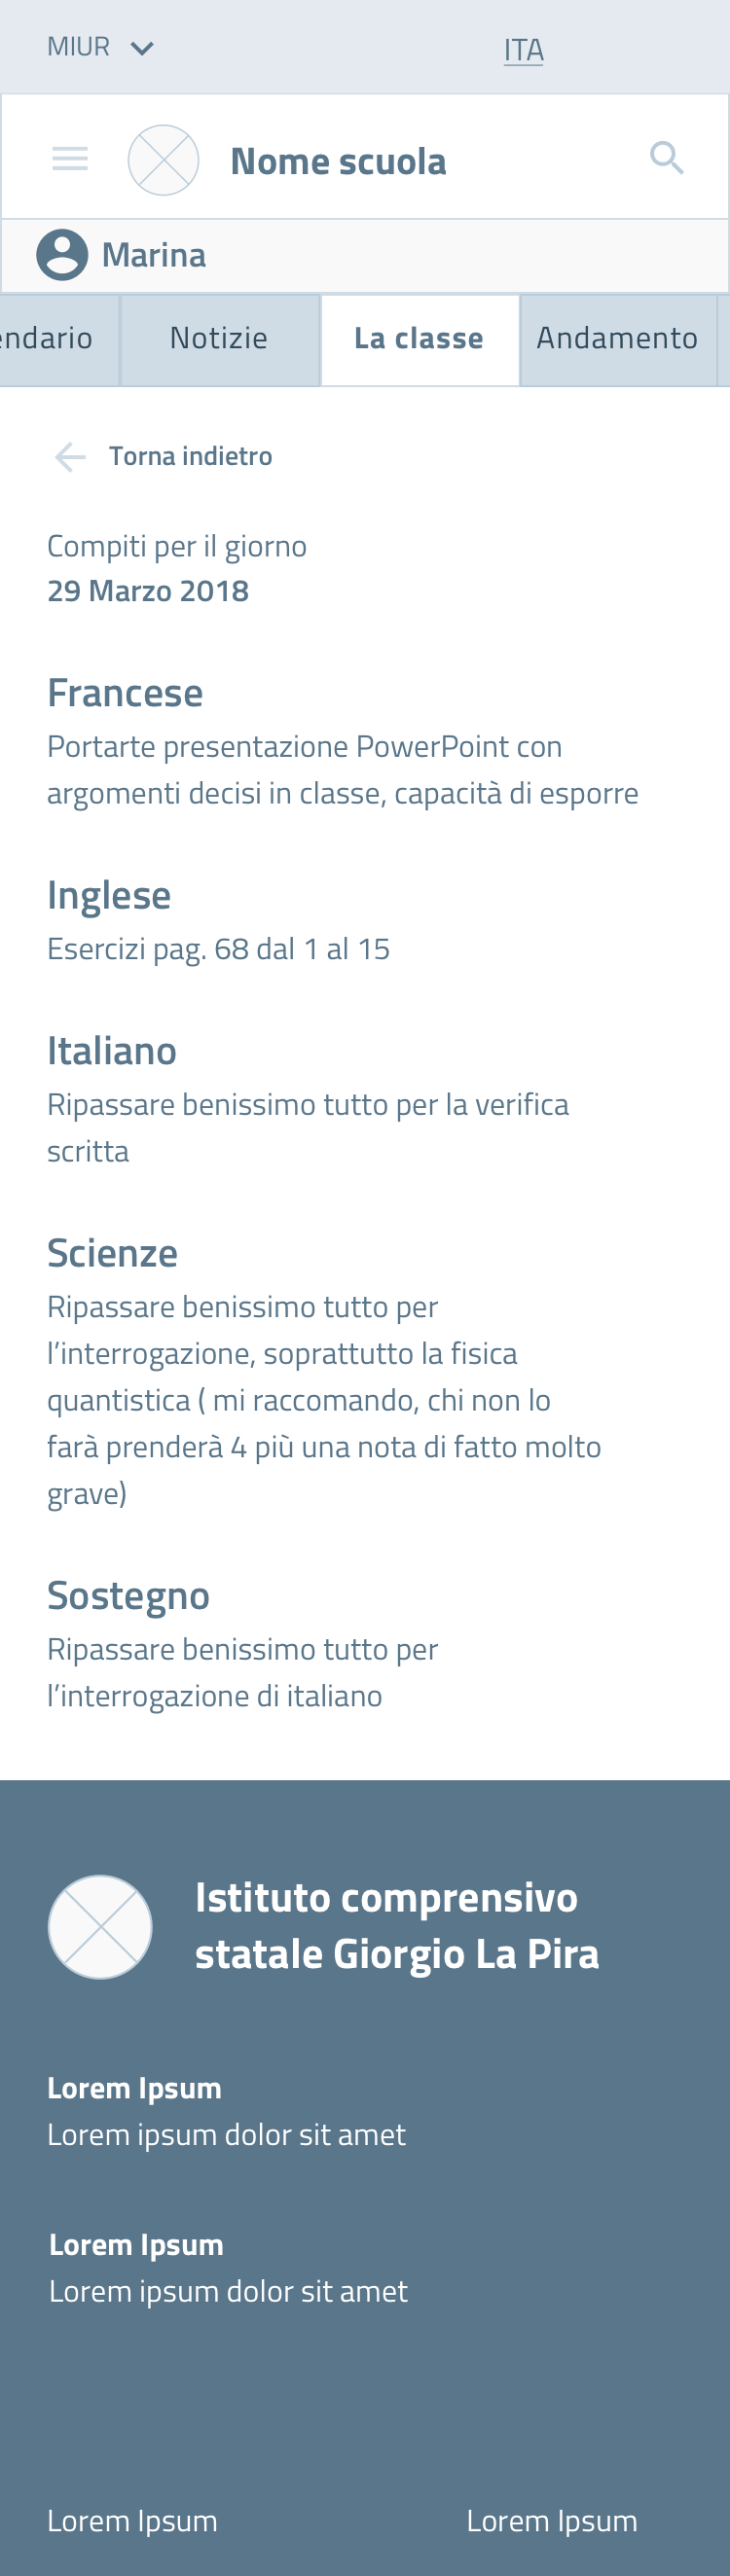 MIUR
ITA
Nome scuola
Marina
endario
Notizie
La classe
Andamento
Torna indietro
Compiti per il giorno
29 Marzo 2018
Francese
Portarte presentazione PowerPoint con
argomenti decisi in classe, capacità di esporre
Inglese
Esercizi pag. 68 dal 1 al 15
Italiano
Ripassare benissimo tutto per la verifica
scritta
Scienze
Ripassare benissimo tutto per
l’interrogazione, soprattutto la fisica
quantistica ( mi raccomando, chi non lo
farà prenderà 4 più una nota di fatto molto
grave)
Sostegno
Ripassare benissimo tutto per
l’interrogazione di italiano
Istituto comprensivo
statale Giorgio La Pira
Lorem Ipsum
Lorem ipsum dolor sit amet
Lorem Ipsum
Lorem ipsum dolor sit amet
Lorem Ipsum
Lorem Ipsum